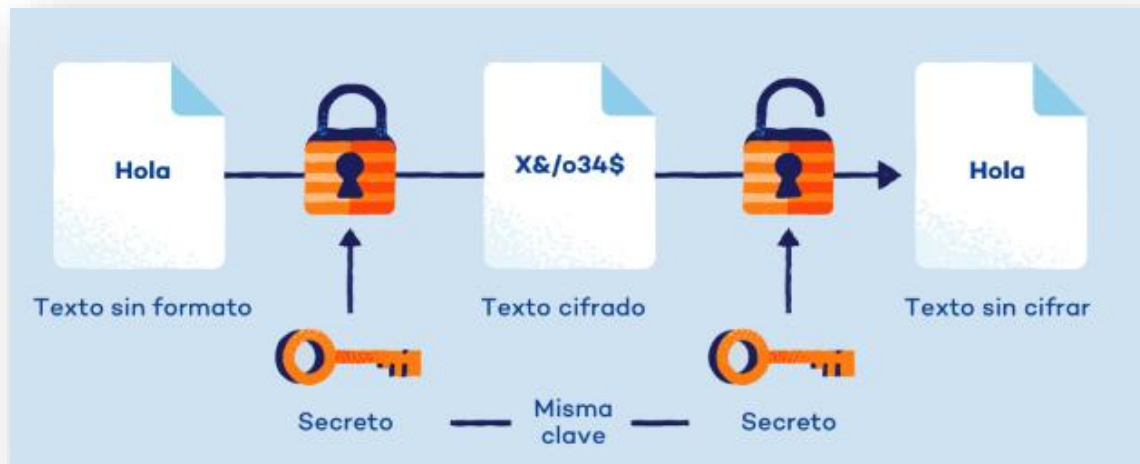 Hola
X&/o34$
Hola
Texto sin formato
Texto cifrado
Texto sin cifrar
Secreto
Misma
clave
Secreto